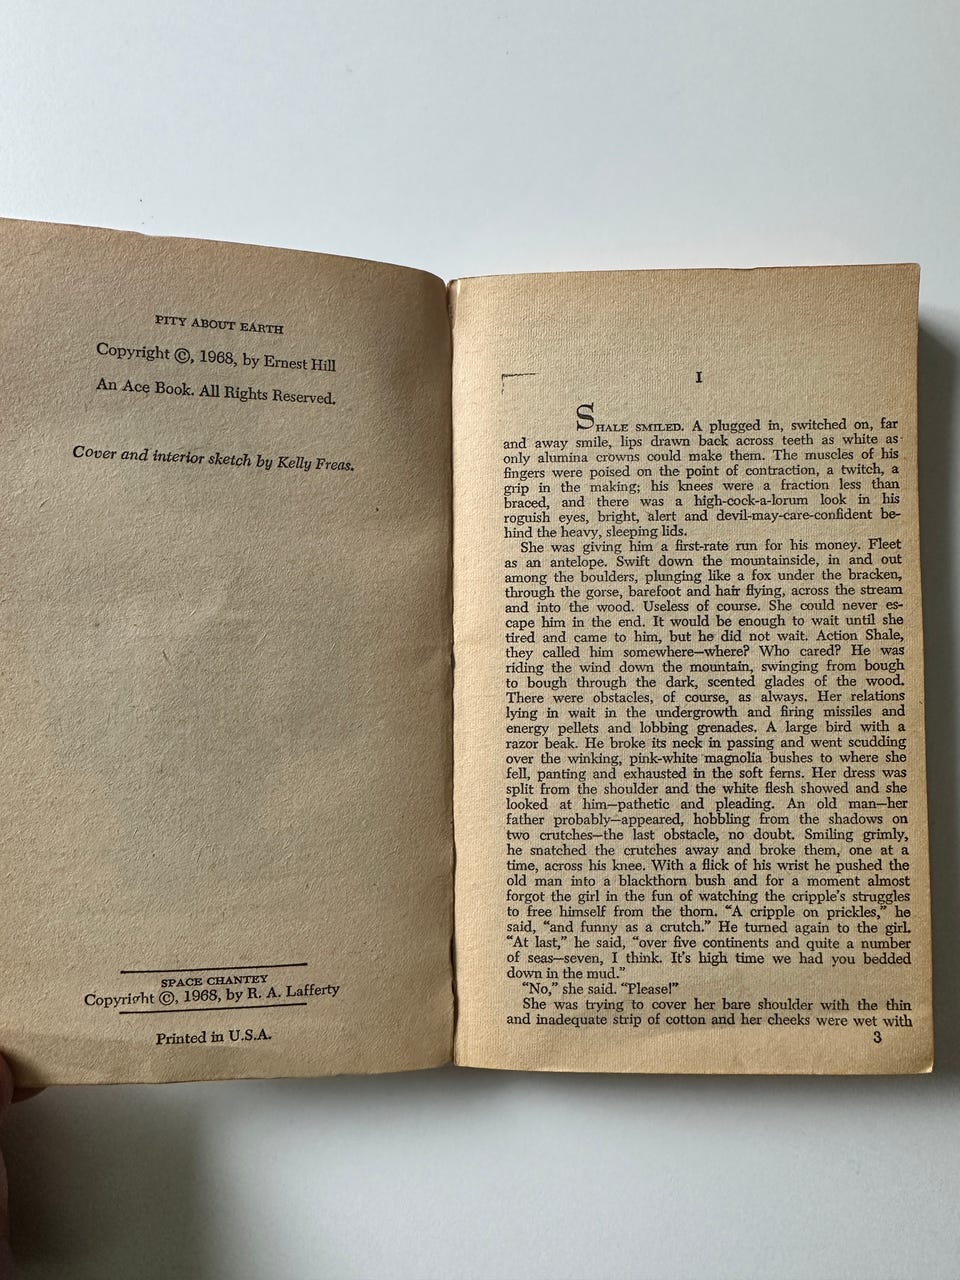 PITY ABOUT EARTH
Copyright ©, 1968, by Ernest Hill
An Ace Book. All Rights Reserved.
Cover and interior sketch by Kelly Freas.
SPACE CHANTEY
Copyright ©, 1968, by R. A. Lafferty
Printed in U.S.A.
I
SHALE SMILED. A plugged in, switched on, far
and away smile, lips drawn back across teeth as white as
only alumina crowns could make them. The muscles of his
fingers were poised on the point of contraction, a twitch, a
grip in the making; his knees were a fraction less than
braced, and there was a high-cock-a-lorum look in his
roguish eyes, bright, alert and devil-may-care-confident be-
hind the heavy, sleeping lids.
She was giving him a first-rate run for his money. Fleet
as an antelope. Swift down the mountainside, in and out
among the boulders, plunging like a fox under the bracken,
through the gorse, barefoot and hair flying, across the stream
and into the wood. Useless of course. She could never es-
cape him in the end. It would be enough to wait until she
tired and came to him, but he did not wait. Action Shale,
they called him somewhere—where? Who cared? He was
riding the wind down the mountain, swinging from bough
to bough through the dark, scented glades of the wood.
There were obstacles, of course, as always. Her relations
lying in wait in the undergrowth and firing missiles and
energy pellets and lobbing grenades. A large bird with a
razor beak. He broke its neck in passing and went scudding
over the winking, pink-white magnolia bushes to where she
fell, panting and exhausted in the soft ferns. Her dress was
split from the shoulder and the white flesh showed and she
looked at him—pathetic and pleading. An old man—her
father probably—appeared, hobbling from the shadows on
two crutches—the last obstacle, no doubt. Smiling grimly,
he snatched the crutches away and broke them, one at a
time, across his knee. With a flick of his wrist he pushed the
old man into a blackthorn bush and for a moment almost
forgot the girl in the fun of watching the cripple's struggles
to free himself from the thorn. "A cripple on prickles," he
said, "and funny as a crutch." He turned again to the girl.
"At last," he said, "over five continents and quite a number
of seas—seven, I think. It's high time we had you bedded
down in the mud."
"No," she said. "Please!"
She was trying to cover her bare shoulder with the thin
and inadequate strip of cotton and her cheeks were wet with
3